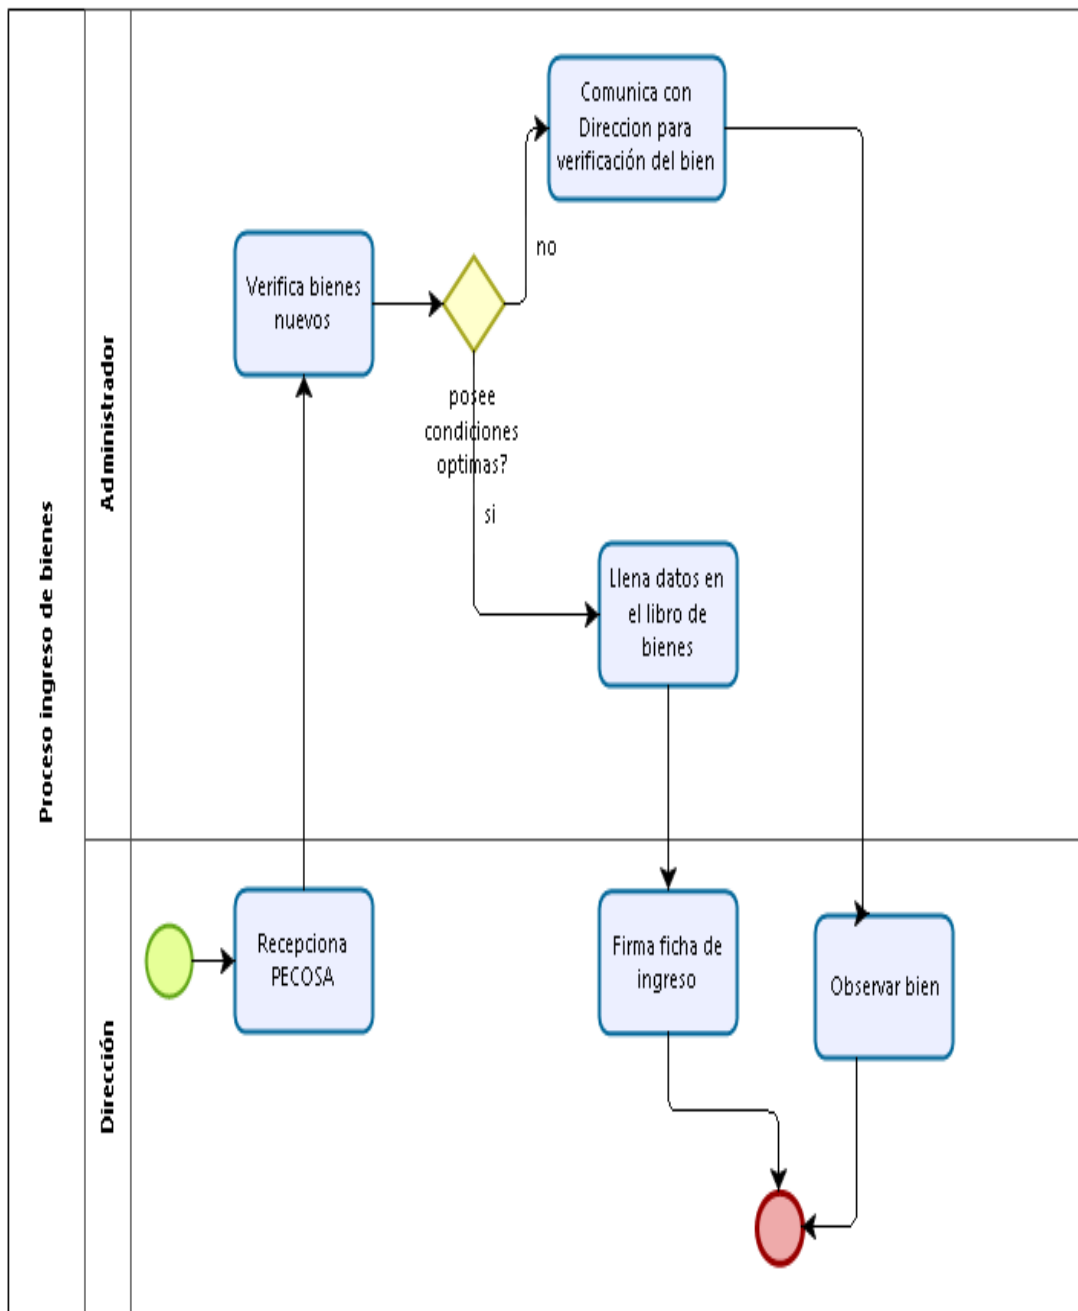 Proceso ingreso de bienes
Administrador
Comunica con
Direccion para
verificación del bien
no
Verifica bienes
nuevos
posee
condiciones
optimas?
si
Llena datos en
el libro de
bienes
Dirección
Recepciona
PECOSA
Firma ficha de
ingreso
Observar bien